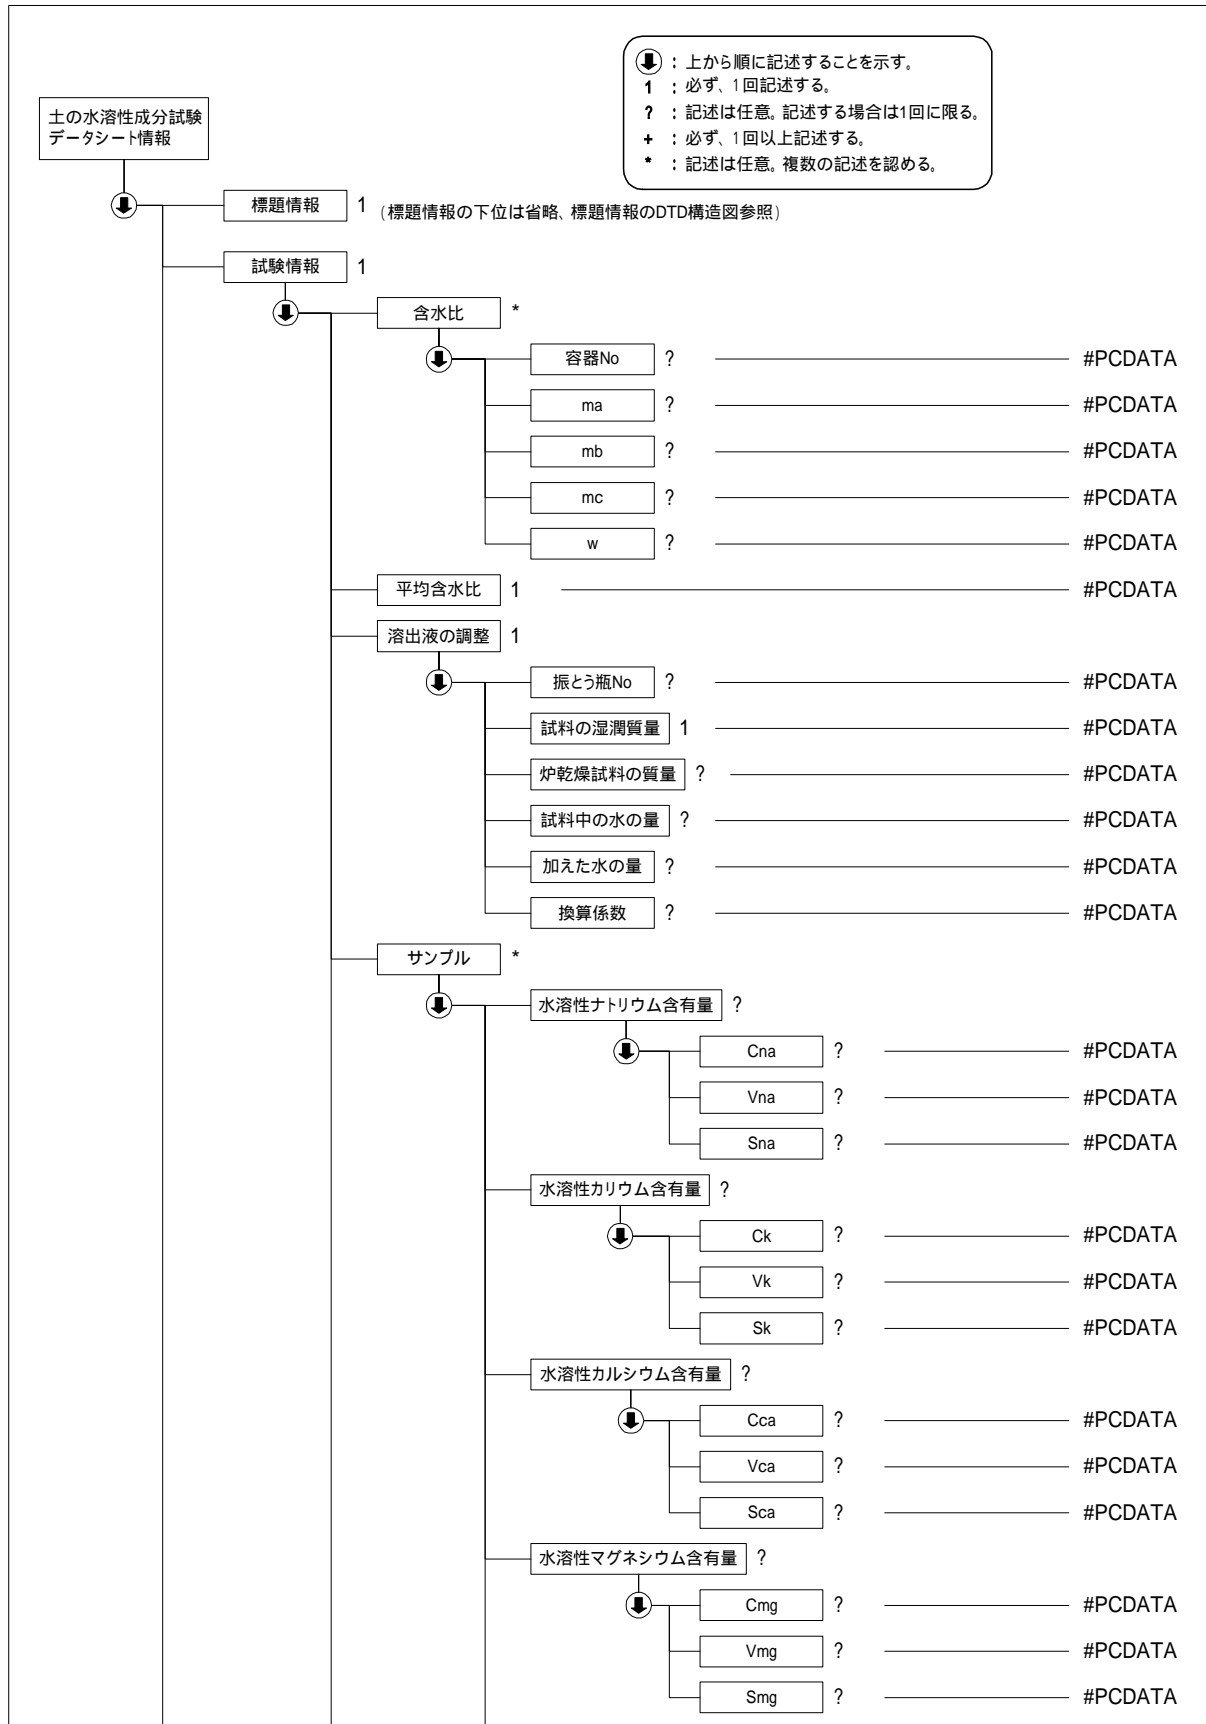 ⬇ : 上から順に記述することを示す。
1 : 必ず、1回記述する。
? : 記述は任意。記述する場合は1回に限る。
+ : 必ず、1回以上記述する。
* : 記述は任意。複数の記述を認める。
土の水溶性成分試験
データシート情報
標題情報 1 (標題情報の下位は省略、標題情報のDTD構造図参照)
試験情報 1
含水比 *
容器No ? #PCDATA
ma ? #PCDATA
mb ? #PCDATA
mc ? #PCDATA
w ? #PCDATA
平均含水比 1 #PCDATA
溶出液の調整 1
振とう瓶No ? #PCDATA
試料の湿潤質量 1 #PCDATA
炉乾燥試料の質量 ? #PCDATA
試料中の水の量 ? #PCDATA
加えた水の量 ? #PCDATA
換算係数 ? #PCDATA
サンプル *
水溶性ナトリウム含有量 ?
Cna ? #PCDATA
Vna ? #PCDATA
Sna ? #PCDATA
水溶性カリウム含有量 ?
Ck ? #PCDATA
Vk ? #PCDATA
Sk ? #PCDATA
水溶性カルシウム含有量 ?
Cca ? #PCDATA
Vca ? #PCDATA
Sca ? #PCDATA
水溶性マグネシウム含有量 ?
Cmg ? #PCDATA
Vmg ? #PCDATA
Smg ? #PCDATA